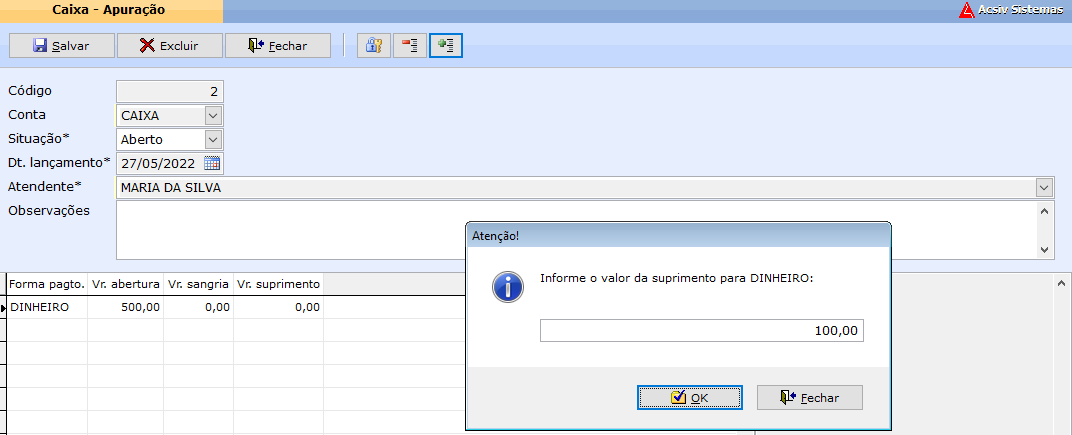 Caixa - Apuração
Acsiv Sistemas
Salvar
Excluir
Fechar
Código 2
Conta CAIXA
Situação* Aberto
Dt. lançamento* 27/05/2022
Atendente* MARIA DA SILVA
Observações
Atenção!
Informe o valor da suprimento para DINHEIRO:
100,00
OK
Fechar
Forma pagto. Vr. abertura Vr. sangria Vr. suprimento
DINHEIRO 500,00 0,00 0,00